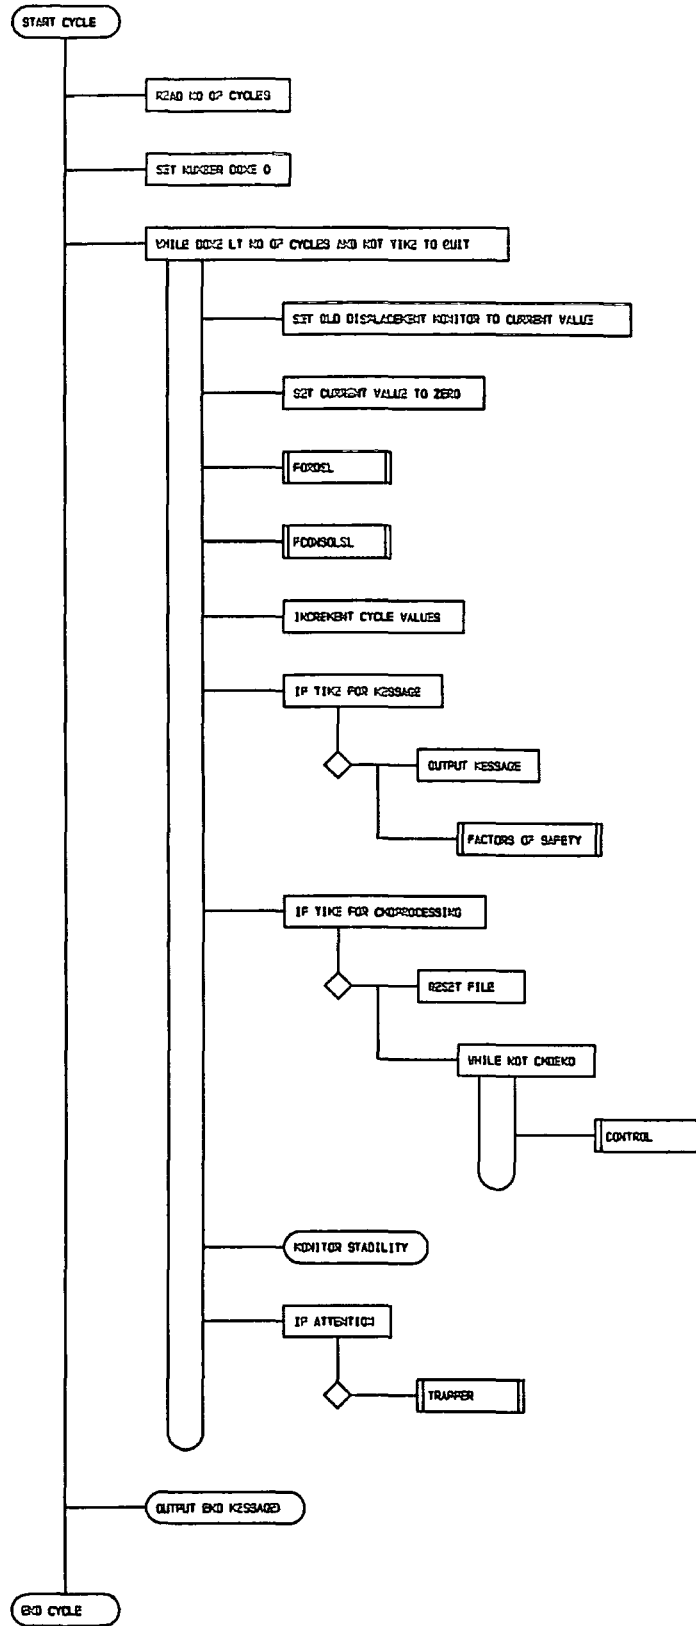 START CYCLE
READ NO OF CYCLES
SET NUMBER DONE 0
WHILE DONE LT NO OF CYCLES AND NOT TIME TO QUIT
SET OLD DISPLACEMENT MONITOR TO CURRENT VALUE
SET CURRENT VALUE TO ZERO
FORDSL
FCONSOLSL
INCREMENT CYCLE VALUES
IF TIME FOR MESSAGE
OUTPUT MESSAGE
FACTORS OF SAFETY
IF TIME FOR CMDPROCESSING
RESET FILE
WHILE NOT CMDEND
CONTROL
MONITOR STABILITY
IF ATTENTION
TRAPPER
OUTPUT END MESSAGES
END CYCLE